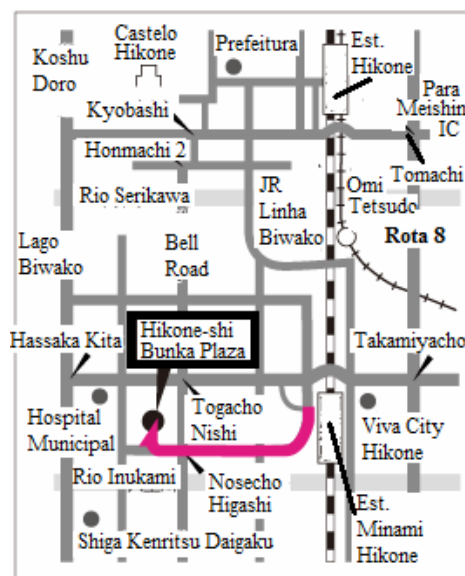 Castelo
Hikone
Prefeitura
Est.
Hikone
Koshu
Doro
Para
Meishin
IC
Kyobashi
Honmachi 2
Tomachi
Rio Serikawa
JR
Linha
Biwako
Omi
Tetsudo
Rota 8
Lago
Biwako
Bell
Road
Hikone-shi
Bunka Plaza
Hassaka Kita
Takamiyacho
Hospital
Municipal
Togacho
Nishi
Viva City
Hikone
Rio Inukami
Nosecho
Higashi
Est.
Minami
Hikone
Shiga Kenritsu Daigaku